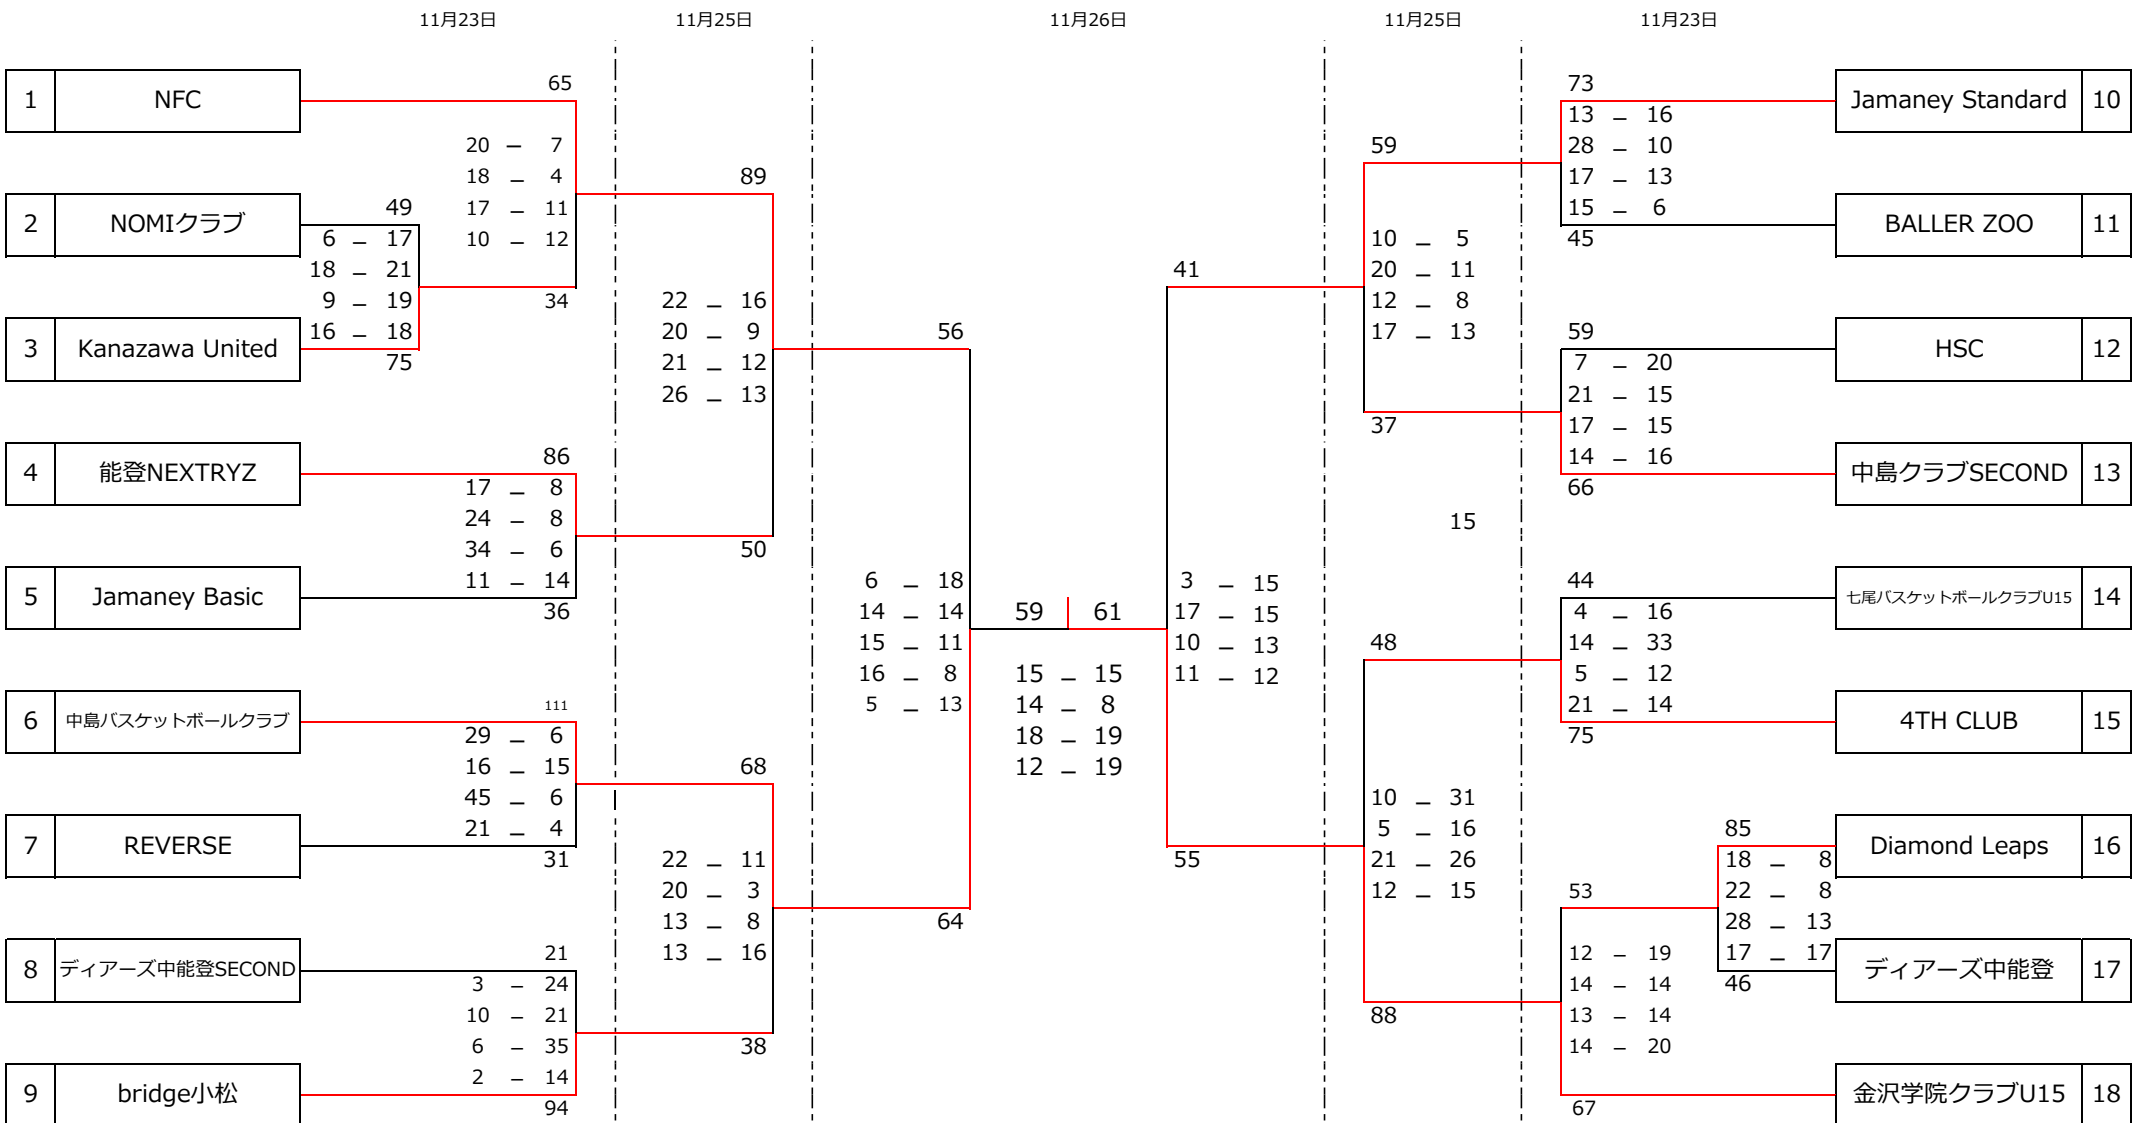 11月23日 11月25日 11月26日 11月25日 11月23日
1 NFC
65
20 – 7
18 – 4
17 – 11
10 – 12
34
2 NOMIクラブ
49
6 – 17
18 – 21
9 – 19
16 – 18
75
3 Kanazawa United
89
22 – 16
20 – 9
21 – 12
26 – 13
50
4 能登NEXTRYZ
86
17 – 8
24 – 8
34 – 6
11 – 14
36
5 Jamaney Basic
6 中島バスケットボールクラブ
111
29 – 6
16 – 15
45 – 6
21 – 4
31
7 REVERSE
68
22 – 11
20 – 3
13 – 8
13 – 16
38
8 ディアーズ中能登SECOND
21
3 – 24
10 – 21
6 – 35
2 – 14
94
9 bridge小松
56
6 – 18
14 – 14
15 – 11
16 – 8
5 – 13
64
59 61
15 – 15
14 – 8
18 – 19
12 – 19
41
3 – 15
17 – 15
10 – 13
11 – 12
55
59
10 – 5
20 – 11
12 – 8
17 – 13
37
15
48
10 – 31
5 – 16
21 – 26
12 – 15
88
73
Jamaney Standard 10
13 – 16
28 – 10
17 – 13
15 – 6
45
BALLER ZOO 11
59
HSC 12
7 – 20
21 – 15
17 – 15
14 – 16
66
中島クラブSECOND 13
44
七尾バスケットボールクラブU15 14
4 – 16
14 – 33
5 – 12
21 – 14
75
4TH CLUB 15
85
Diamond Leaps 16
18 – 8
22 – 8
28 – 13
17 – 17
46
ディアーズ中能登 17
53
12 – 19
14 – 14
13 – 14
14 – 20
67
金沢学院クラブU15 18